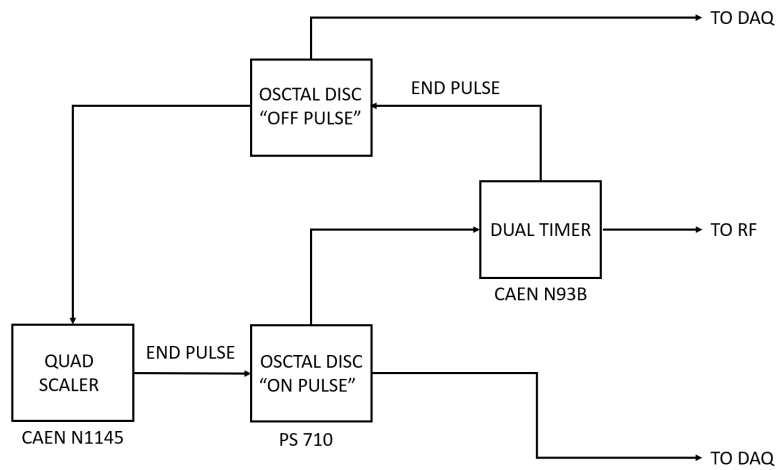 TO DAQ
OSCTAL DISC
“OFF PULSE”
END PULSE
DUAL TIMER
TO RF
CAEN N93B
QUAD
SCALER
END PULSE
OSCTAL DISC
“ON PULSE”
CAEN N1145
PS 710
TO DAQ